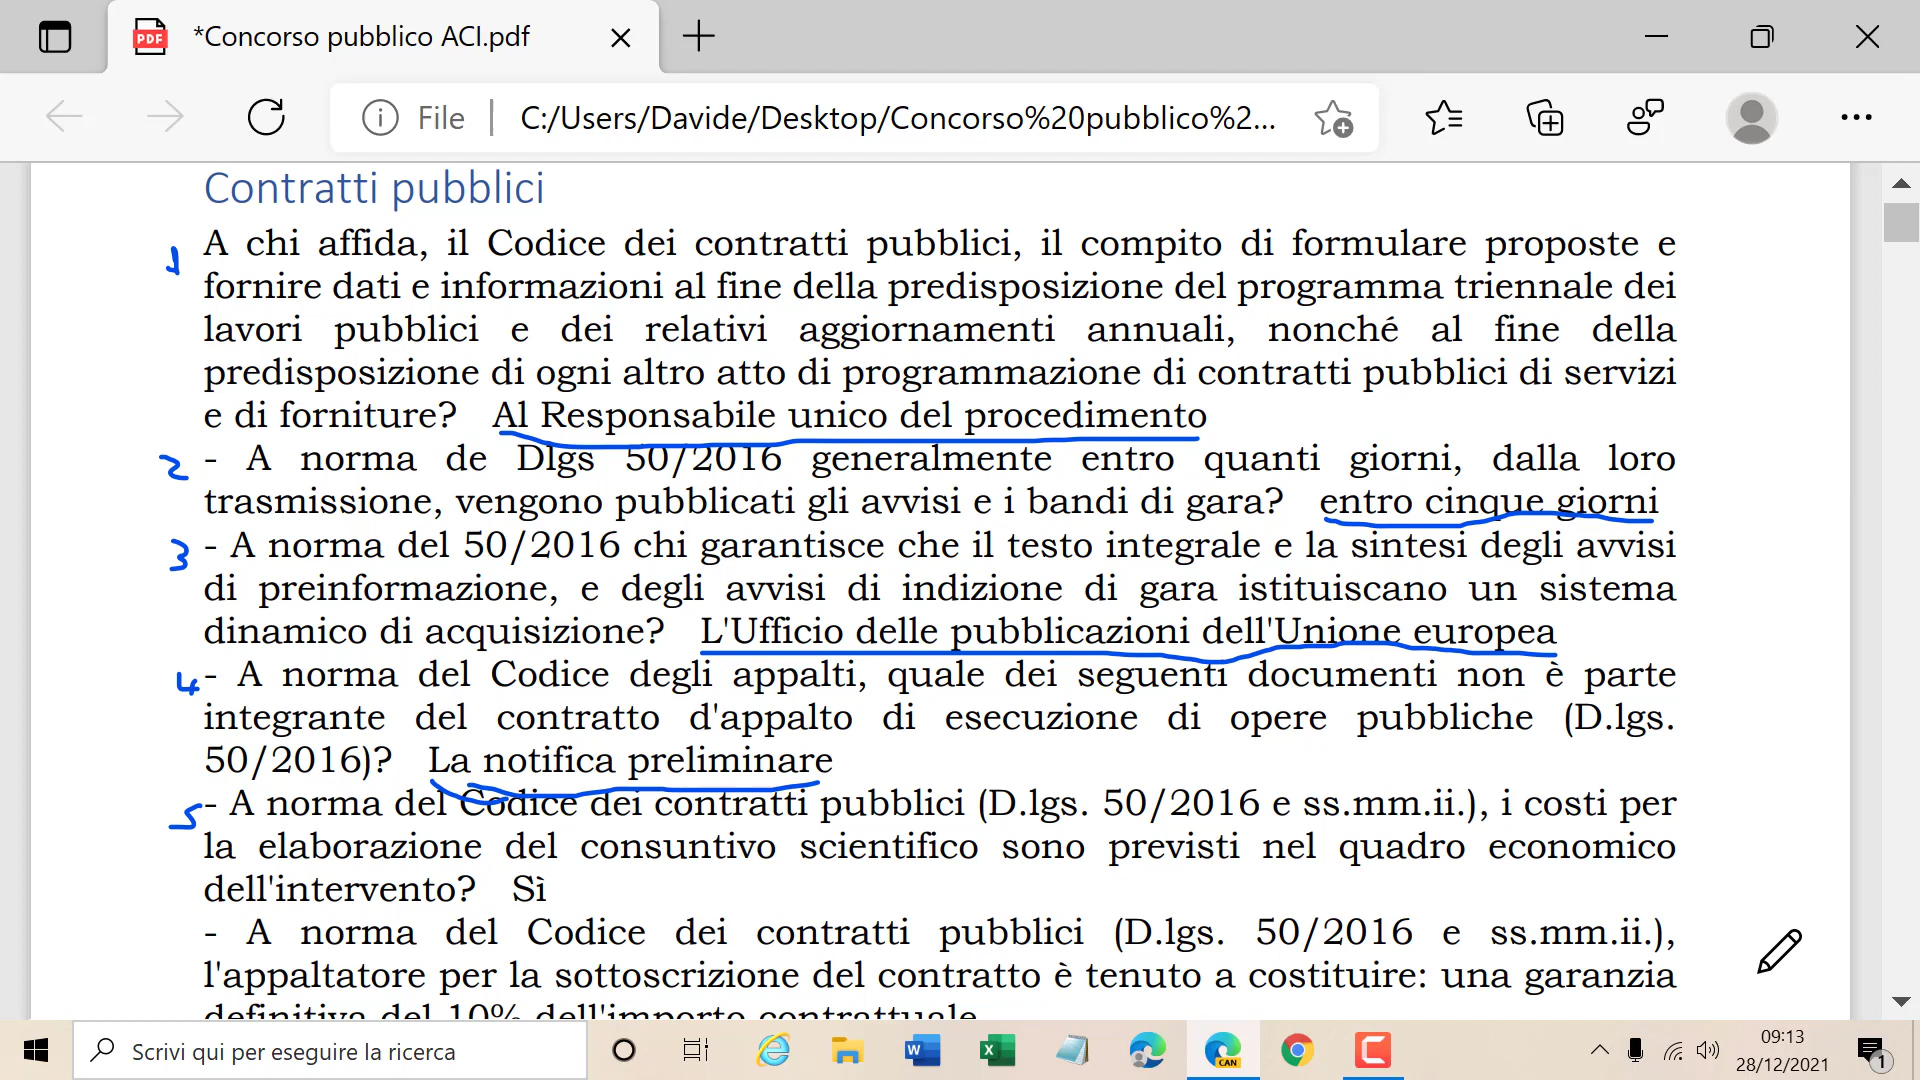 *Concorso pubblico ACI.pdf
File
C:/Users/Davide/Desktop/Concorso%20pubblico%2...
Contratti pubblici
1
A chi affida, il Codice dei contratti pubblici, il compito di formulare proposte e
fornire dati e informazioni al fine della predisposizione del programma triennale dei
lavori pubblici e dei relativi aggiornamenti annuali, nonché al fine della
predisposizione di ogni altro atto di programmazione di contratti pubblici di servizi
e di forniture? Al Responsabile unico del procedimento
2
- A norma de Dlgs 50/2016 generalmente entro quanti giorni, dalla loro
trasmissione, vengono pubblicati gli avvisi e i bandi di gara? entro cinque giorni
3
- A norma del 50/2016 chi garantisce che il testo integrale e la sintesi degli avvisi
di preinformazione, e degli avvisi di indizione di gara istituiscano un sistema
dinamico di acquisizione? L'Ufficio delle pubblicazioni dell'Unione europea
4
- A norma del Codice degli appalti, quale dei seguenti documenti non è parte
integrante del contratto d'appalto di esecuzione di opere pubbliche (D.lgs.
50/2016)? La notifica preliminare
5
- A norma del Codice dei contratti pubblici (D.lgs. 50/2016 e ss.mm.ii.), i costi per
la elaborazione del consuntivo scientifico sono previsti nel quadro economico
dell'intervento? Sì
- A norma del Codice dei contratti pubblici (D.lgs. 50/2016 e ss.mm.ii.),
l'appaltatore per la sottoscrizione del contratto è tenuto a costituire: una garanzia
definitiva del 10% dell'importo contrattuale
Scrivi qui per eseguire la ricerca
CAN
09:13
28/12/2021
1